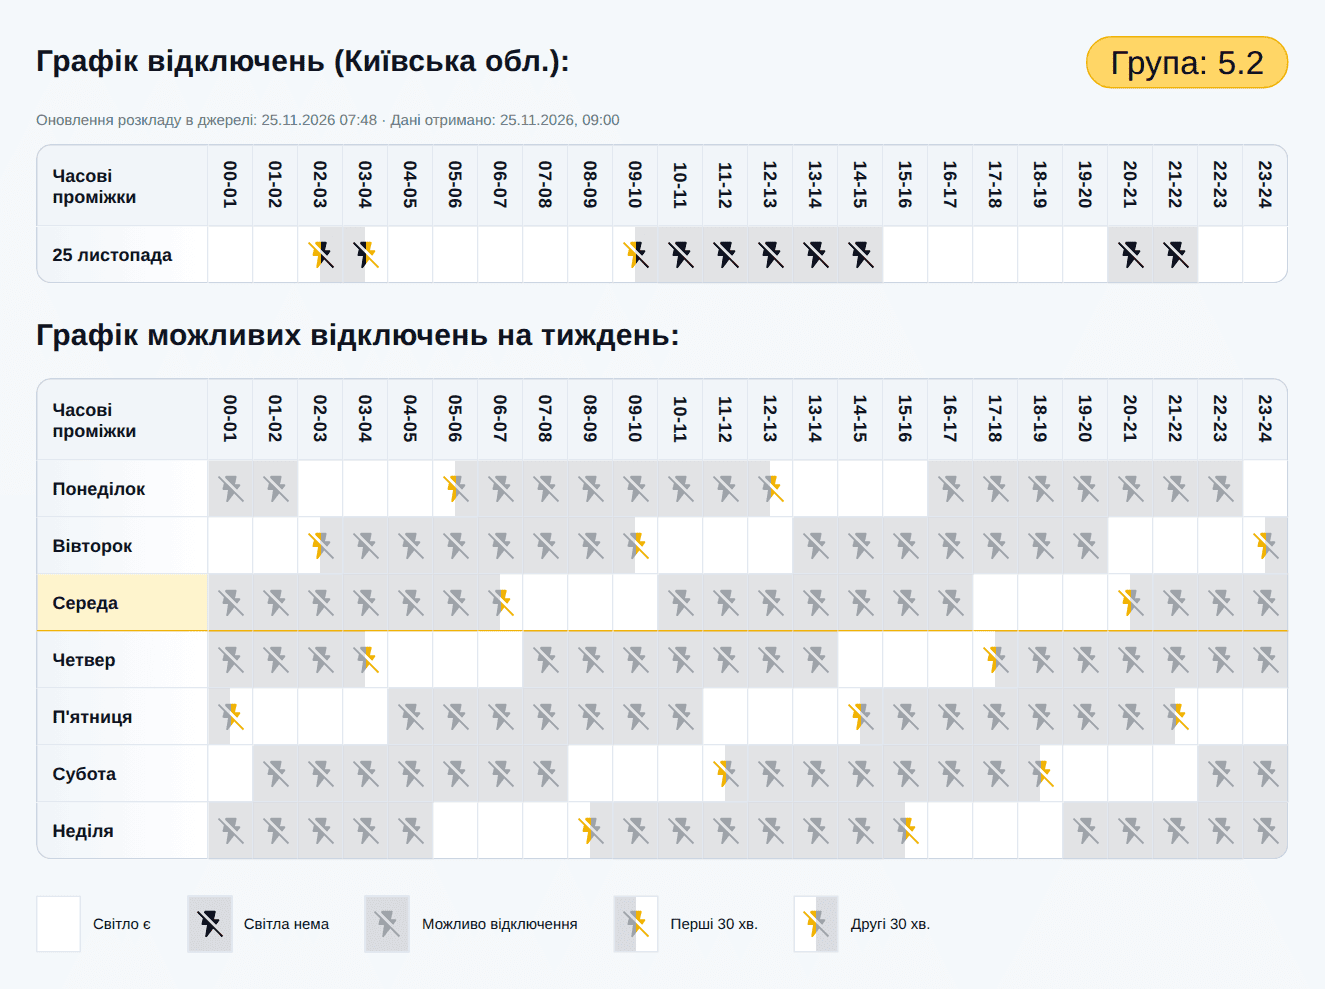 Графік відключень (Київська обл.):
Група: 5.2
Оновлення розкладу в джерелі: 25.11.2026 07:48 · Дані отримано: 25.11.2026, 09:00
Часові проміжки 00-01 01-02 02-03 03-04 04-05 05-06 06-07 07-08 08-09 09-10 10-11 11-12 12-13 13-14 14-15 15-16 16-17 17-18 18-19 19-20 20-21 21-22 22-23 23-24
25 листопада
Графік можливих відключень на тиждень:
Часові проміжки 00-01 01-02 02-03 03-04 04-05 05-06 06-07 07-08 08-09 09-10 10-11 11-12 12-13 13-14 14-15 15-16 16-17 17-18 18-19 19-20 20-21 21-22 22-23 23-24
Понеділок
Вівторок
Середа
Четвер
П'ятниця
Субота
Неділя
Світло є Світла нема Можливо відключення Перші 30 хв. Другі 30 хв.